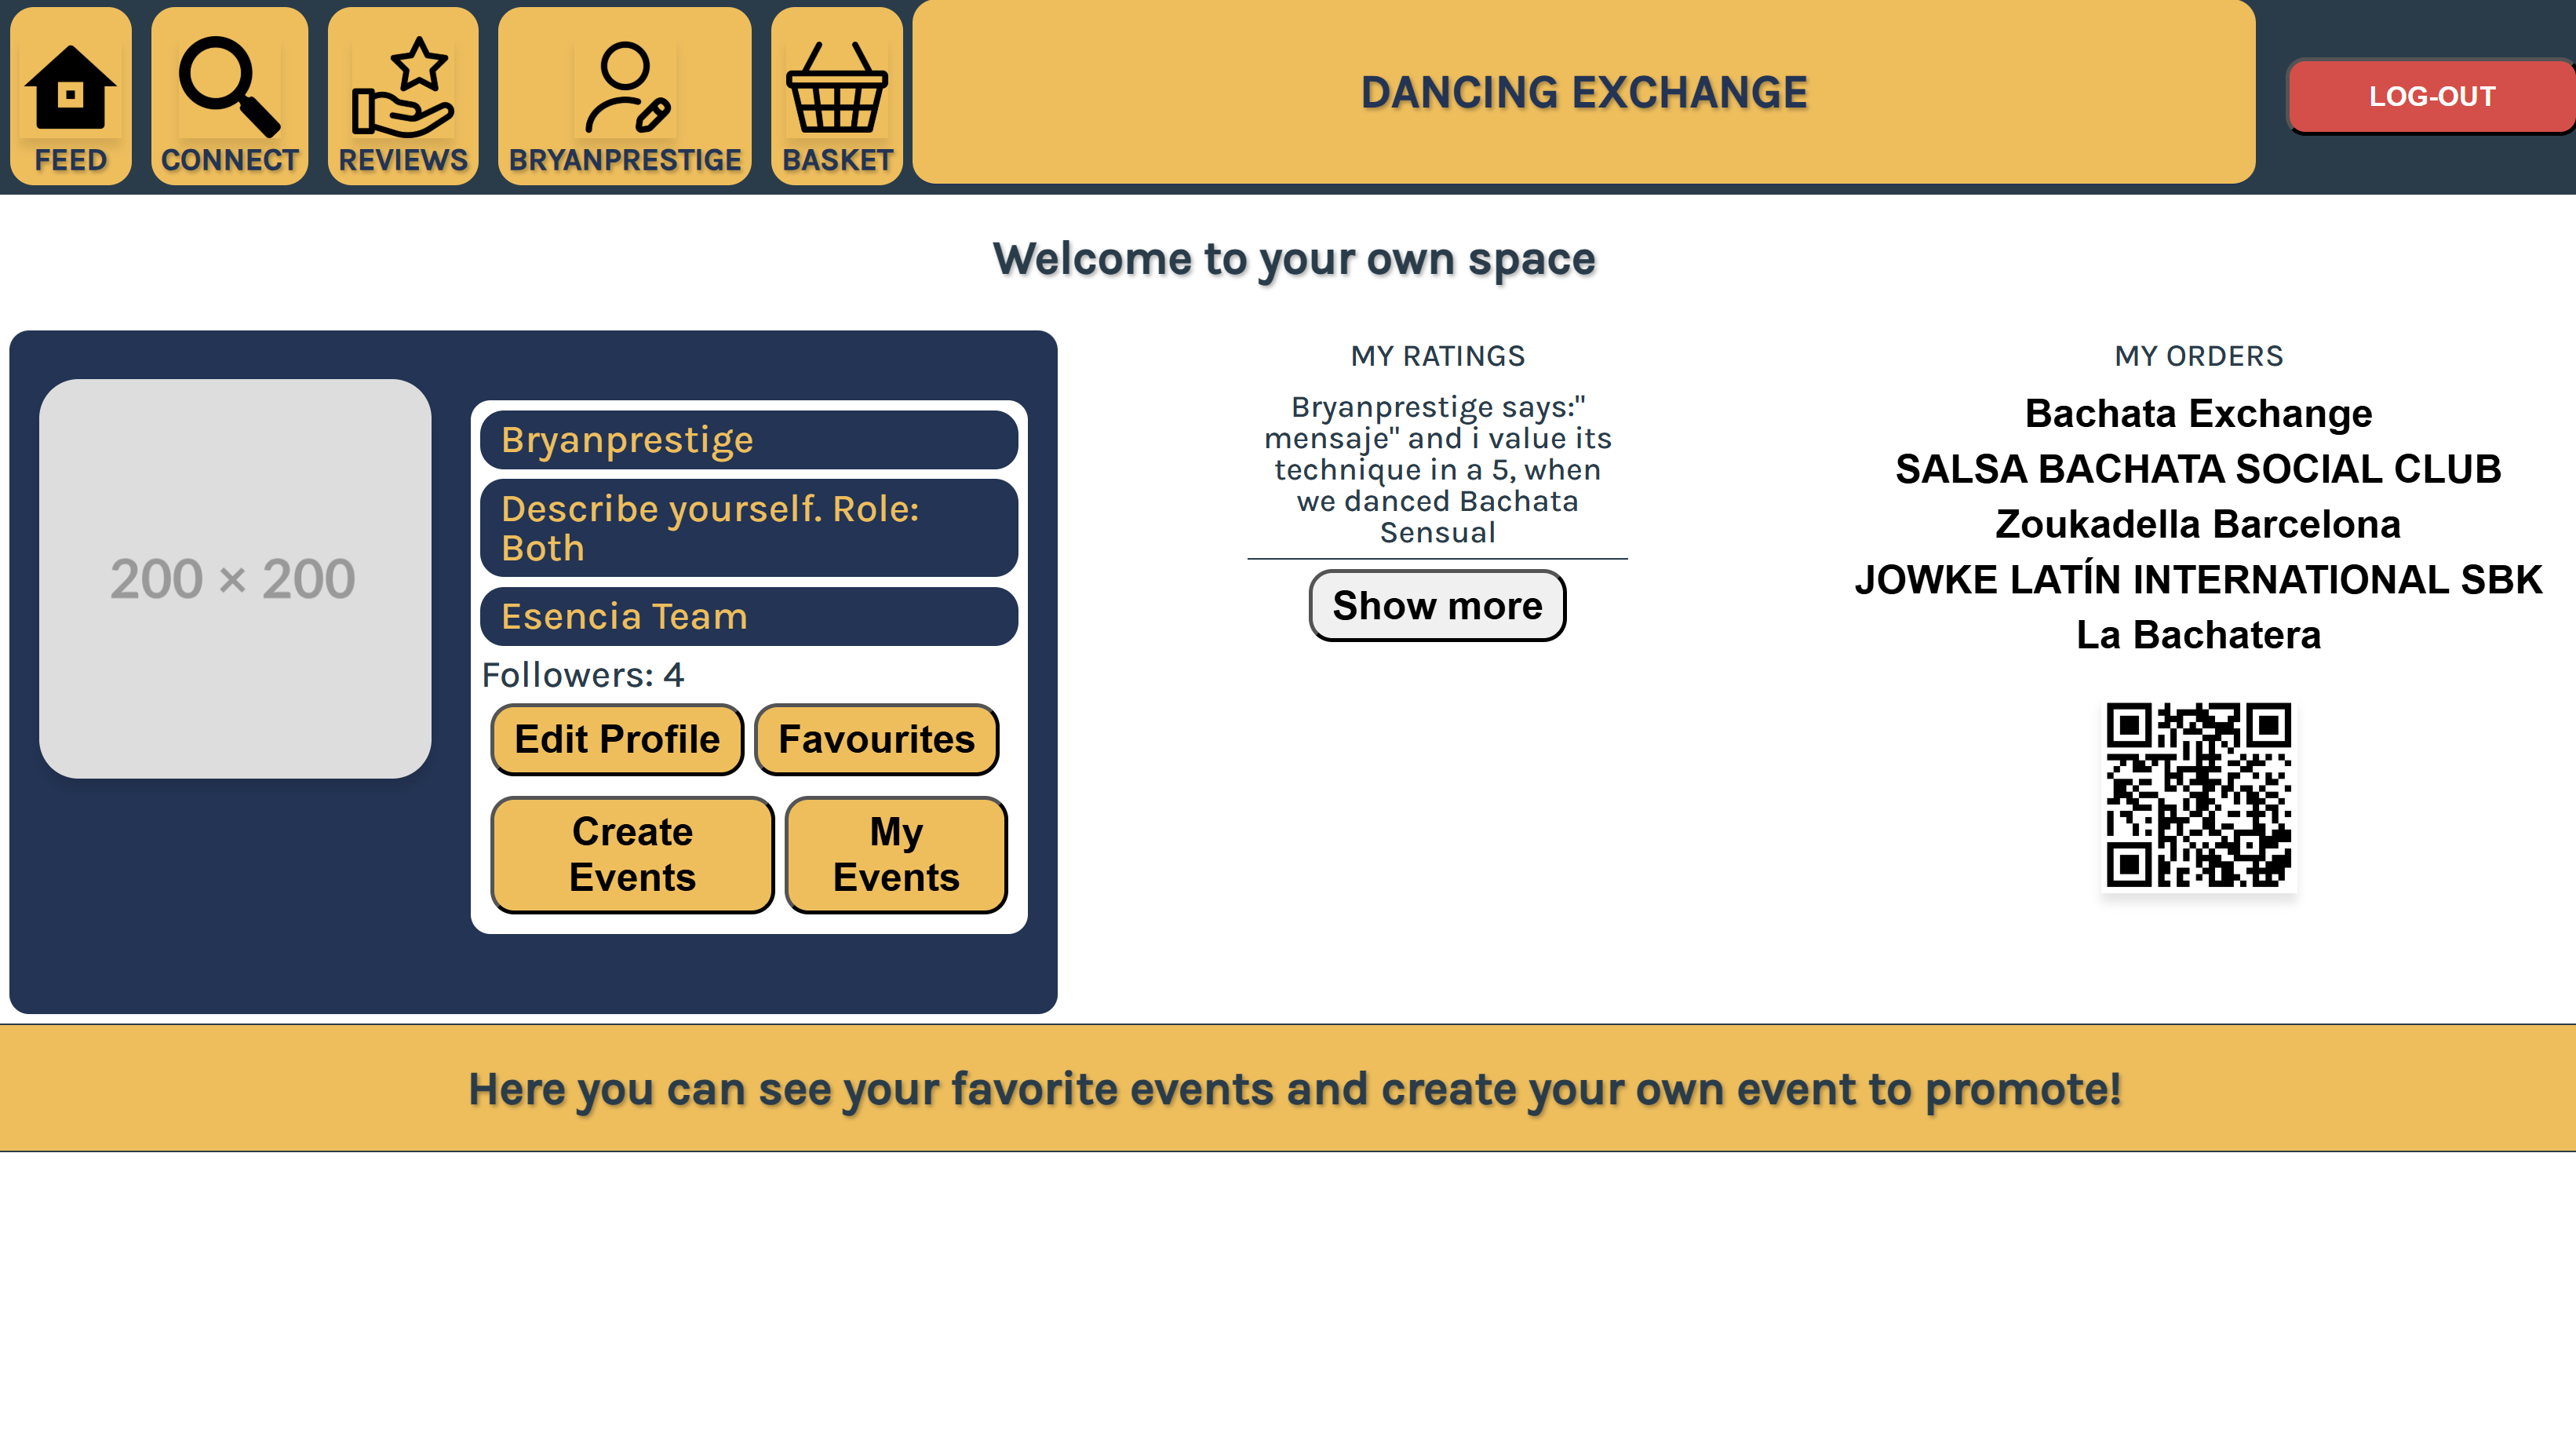 FEED
CONNECT
REVIEWS
BRYANPRESTIGE
BASKET
DANCING EXCHANGE
LOG-OUT
Welcome to your own space
200 × 200
Bryanprestige
Describe yourself. Role:
Both
Esencia Team
Followers: 4
Edit Profile
Favourites
Create
Events
My
Events
MY RATINGS
Bryanprestige says:"
mensaje" and i value its
technique in a 5, when
we danced Bachata
Sensual
Show more
MY ORDERS
Bachata Exchange
SALSA BACHATA SOCIAL CLUB
Zoukadella Barcelona
JOWKE LATÍN INTERNATIONAL SBK
La Bachatera
Here you can see your favorite events and create your own event to promote!